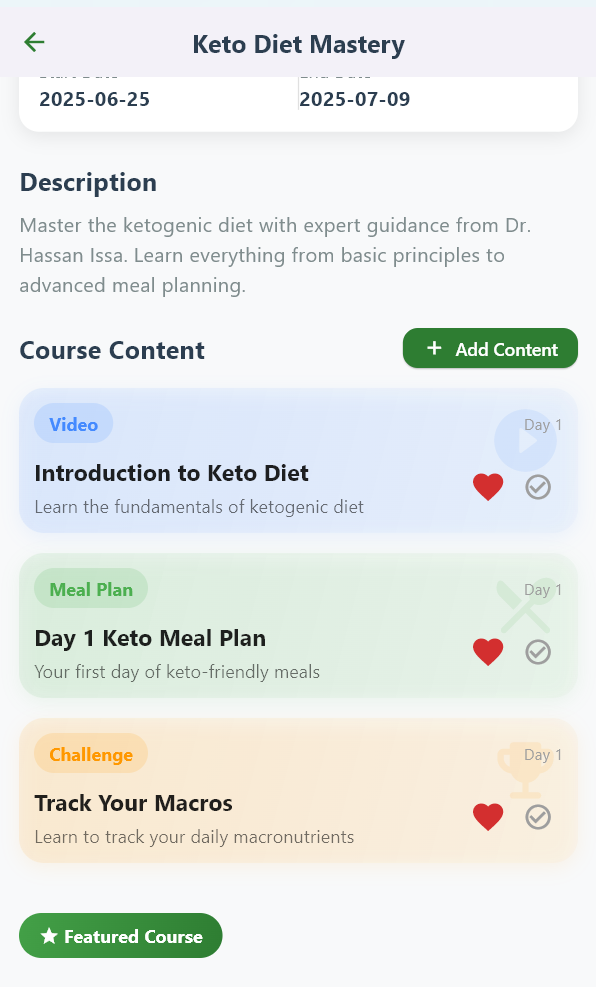 Keto Diet Mastery
2025-06-25
2025-07-09
Description
Master the ketogenic diet with expert guidance from Dr.
Hassan Issa. Learn everything from basic principles to
advanced meal planning.
Course Content
+ Add Content
Video
Day 1
Introduction to Keto Diet
Learn the fundamentals of ketogenic diet
Meal Plan
Day 1
Day 1 Keto Meal Plan
Your first day of keto-friendly meals
Challenge
Day 1
Track Your Macros
Learn to track your daily macronutrients
Featured Course